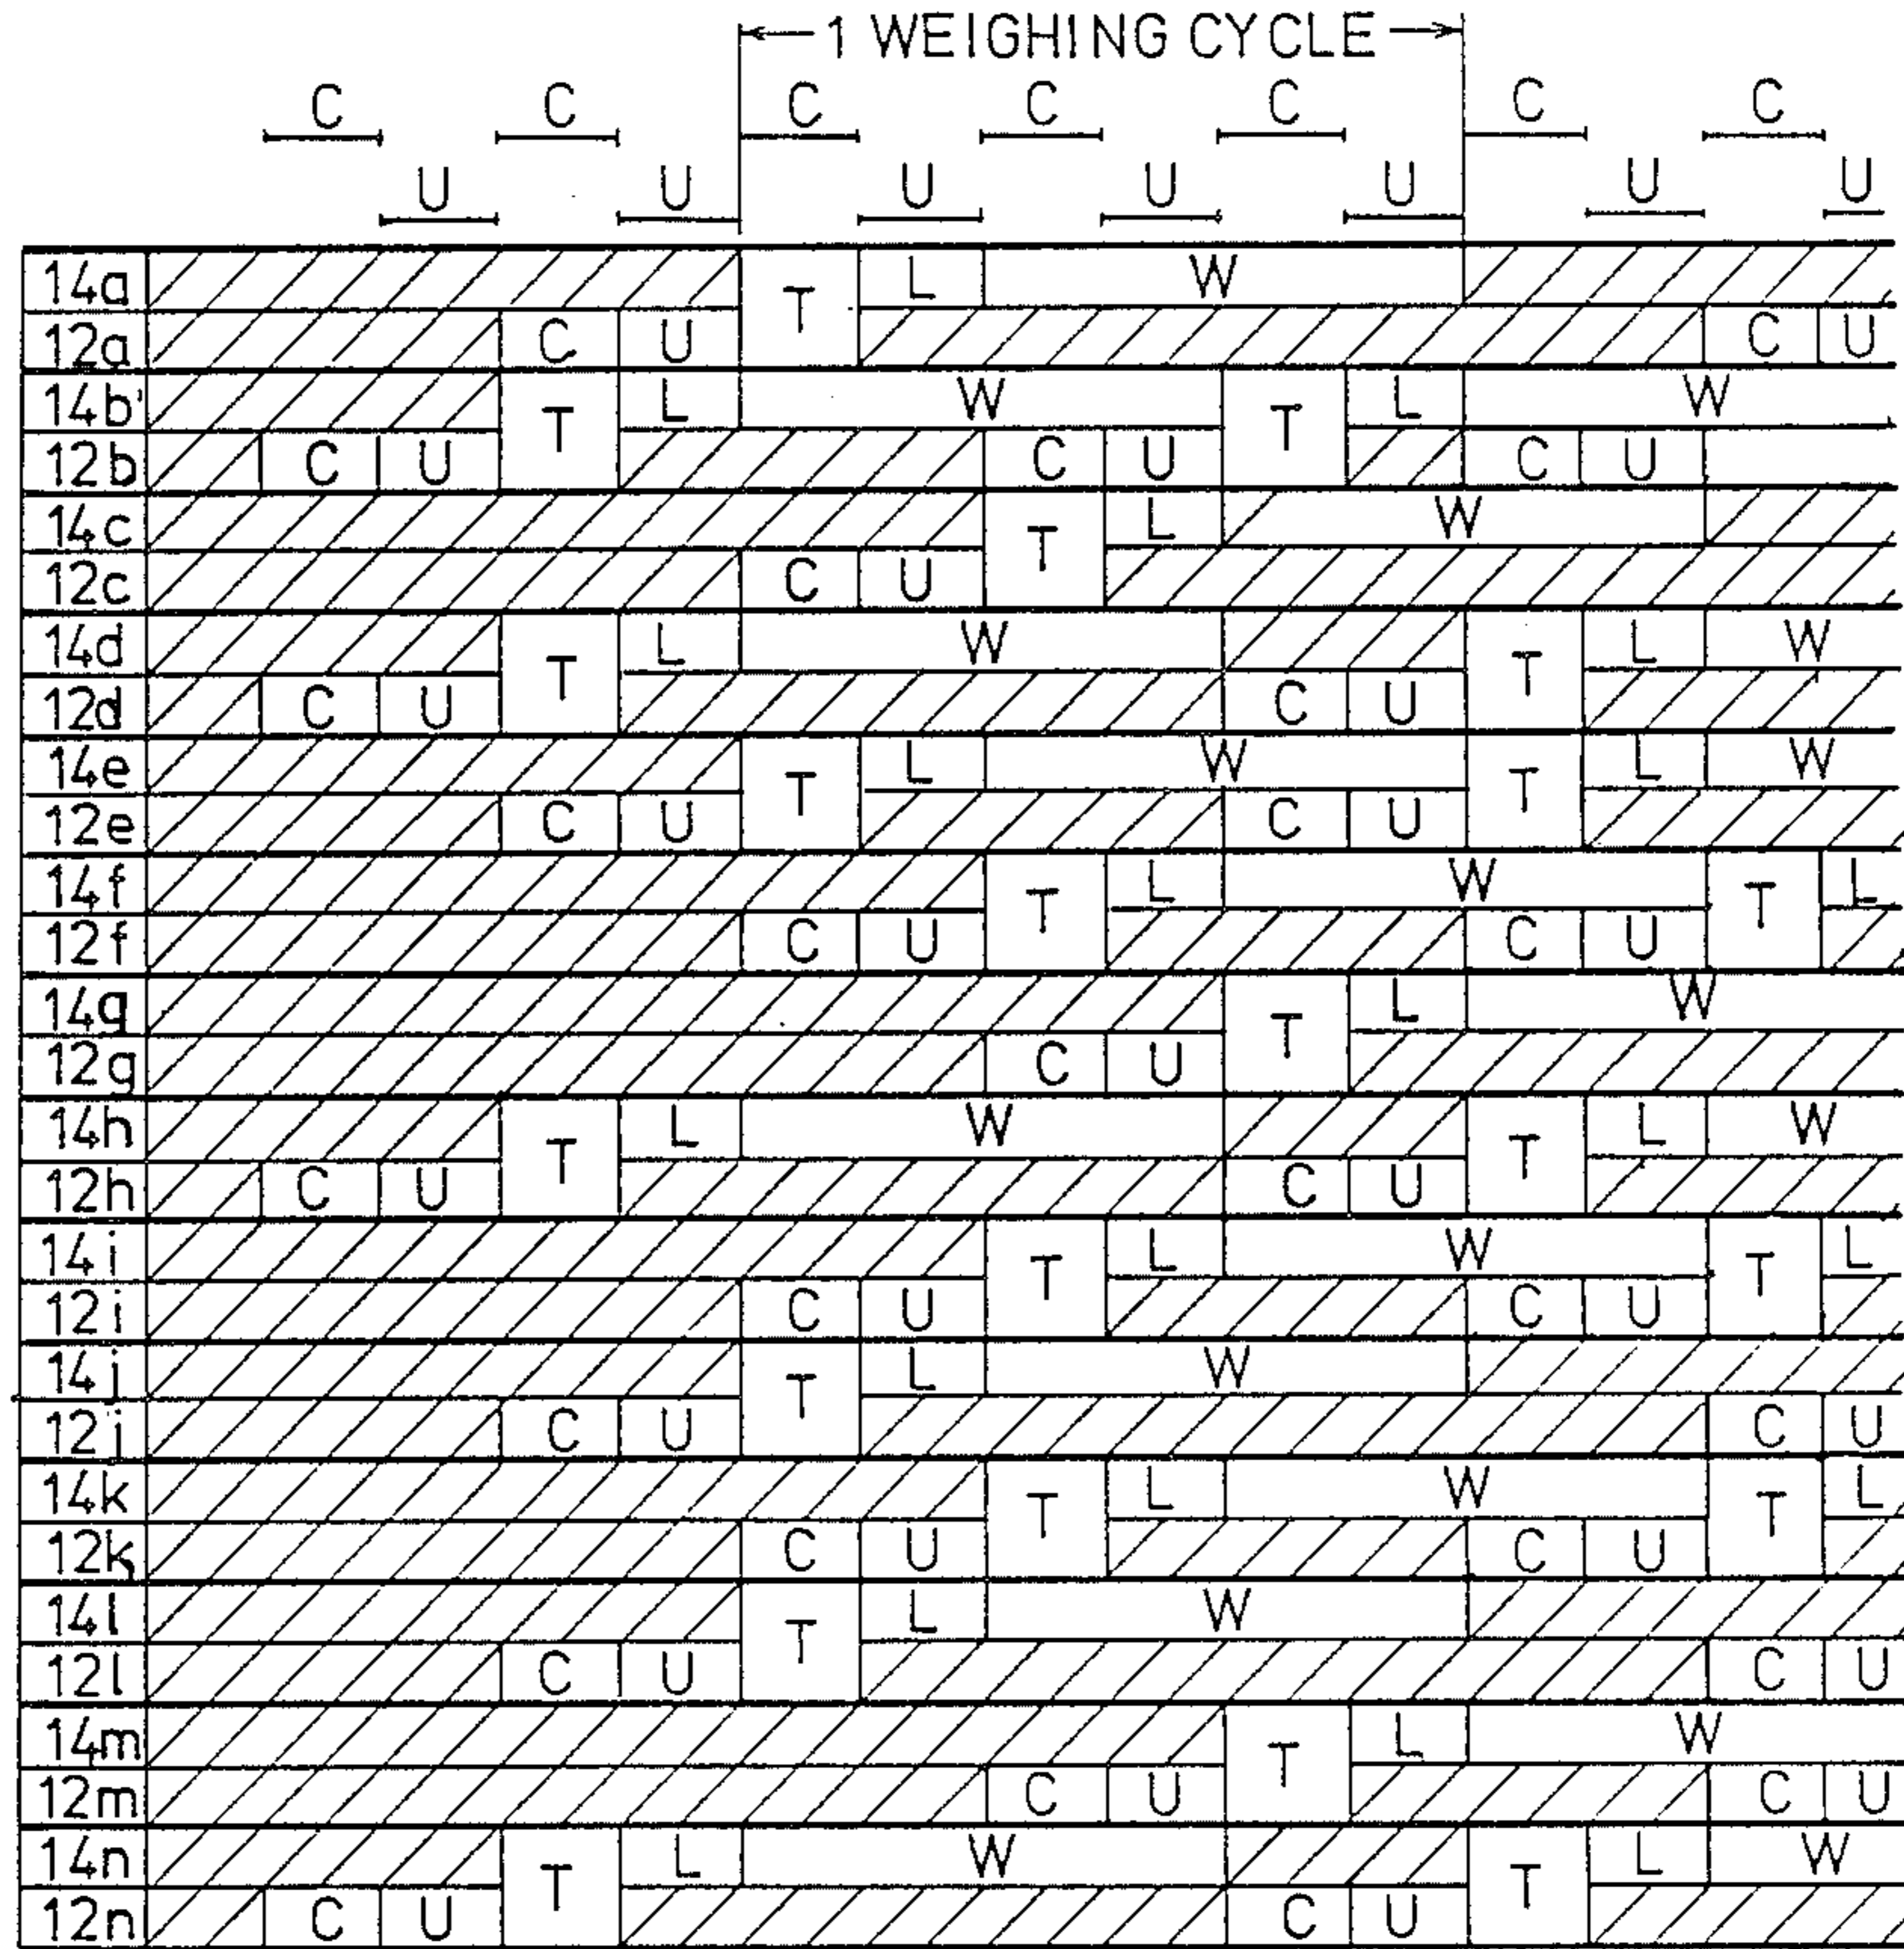 1 WEIGHING CYCLE
C C C C C C C
U U U U U U U
14a T L W
12a C U C U
14b' T L W T L W
12b C U C U C U
14c T L W
12c C U
14d T L W T L W
12d C U C U
14e T L W T L W
12e C U C U
14f T L W T L
12f C U C U
14g T L W
12g C U
14h T L W T L W
12h C U C U
14i T L W T L
12i C U C U
14j T L W
12j C U C U
14k T L W T L
12k C U C U
14l T L W
12l C U C U
14m T L W
12m C U C U
14n T L W T L W
12n C U C U